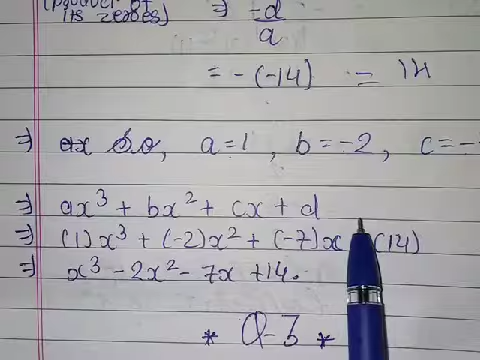 (Product of
its zeroes) ⇒ -d/a
= -(-14) = 14
⇒ So, a=1, b=-2, c=-
⇒ ax³ + bx² + cx + d
⇒ (1)x³ + (-2)x² + (-7)x (14)
⇒ x³ - 2x² - 7x + 14.
* Q-3 *